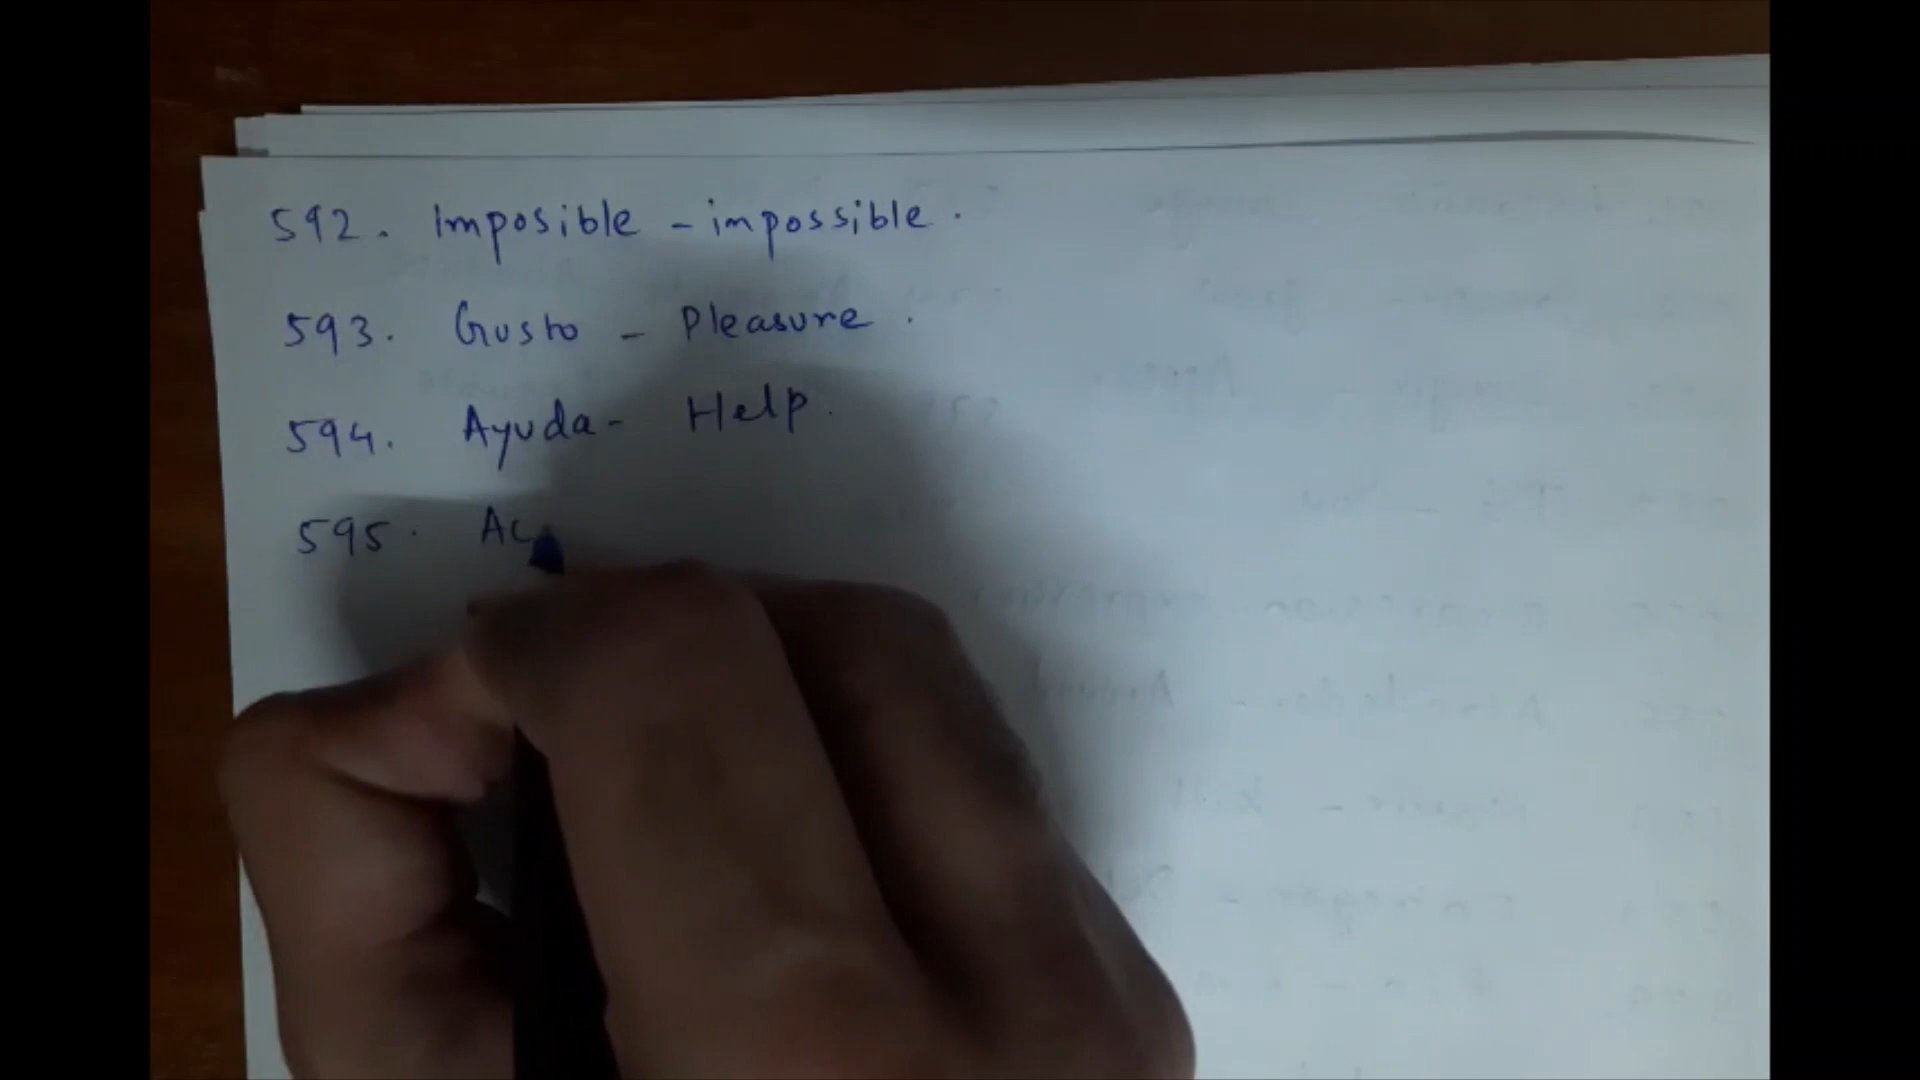 592. Imposible - impossible.
593. Gusto - Pleasure.
594. Ayuda - Help.
595. Ac